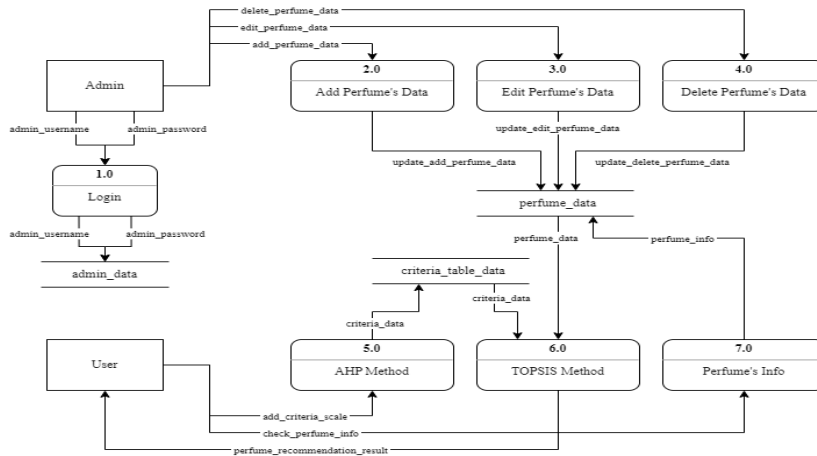 delete_perfume_data
edit_perfume_data
add_perfume_data
Admin
2.0
Add Perfume's Data
3.0
Edit Perfume's Data
4.0
Delete Perfume's Data
admin_username
admin_password
update_edit_perfume_data
update_add_perfume_data
update_delete_perfume_data
1.0
Login
perfume_data
admin_username
admin_password
perfume_data
perfume_info
admin_data
criteria_table_data
criteria_data
criteria_data
User
5.0
AHP Method
6.0
TOPSIS Method
7.0
Perfume's Info
add_criteria_scale
check_perfume_info
perfume_recommendation_result